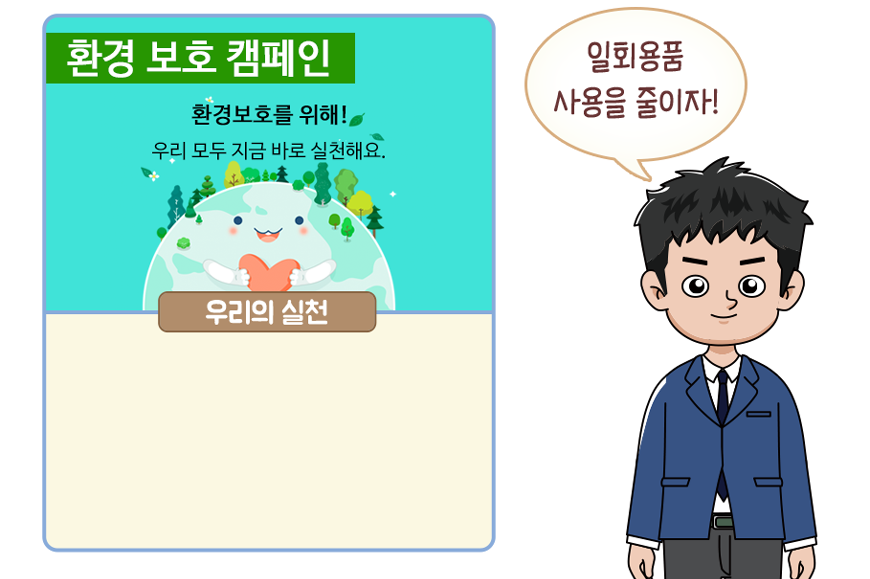 환경 보호 캠페인
환경보호를 위해!
우리 모두 지금 바로 실천해요.
우리의 실천
일회용품
사용을 줄이자!